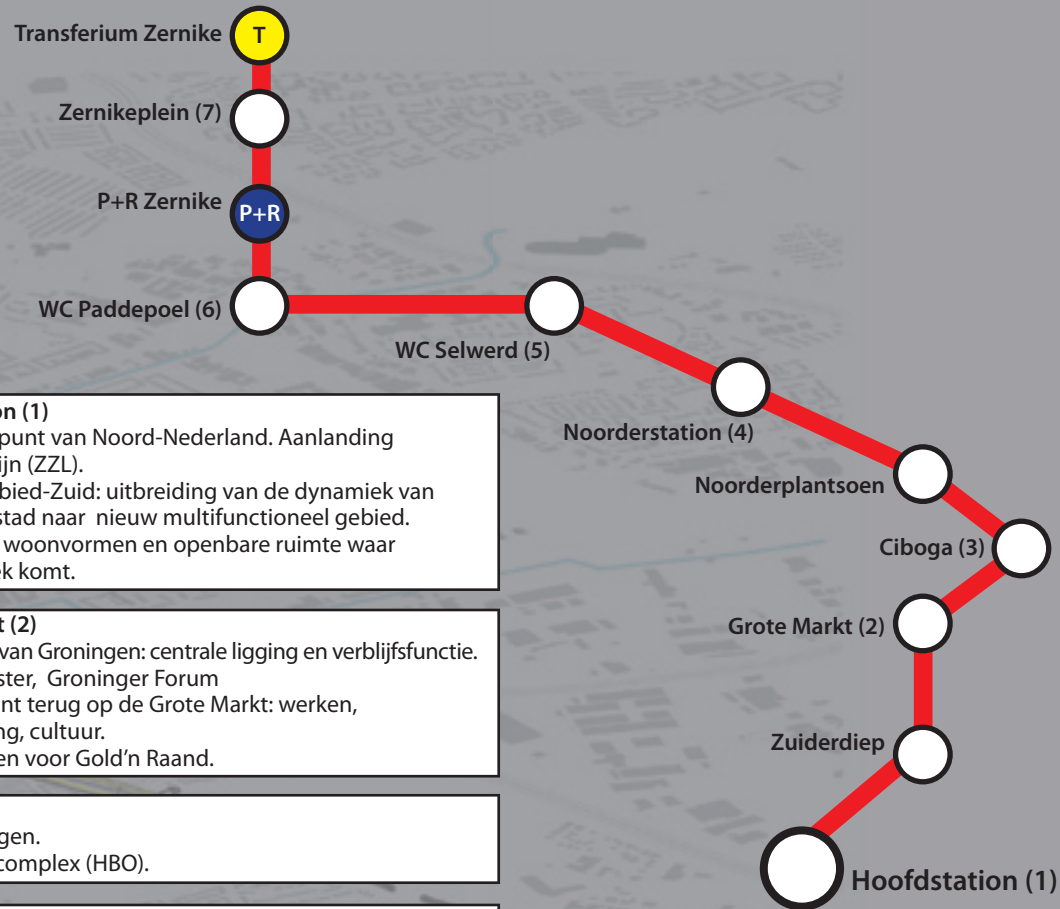 Transferium Zernike
T
Zernikeplein (7)
P+R Zernike
P+R
WC Paddepoel (6)
WC Selwerd (5)
Noorderstation (4)
Noorderplantsoen
Ciboga (3)
Grote Markt (2)
Zuiderdiep
Hoofdstation (1)
on (1)
punt van Noord-Nederland. Aanlanding
ijn (ZZL).
bied-Zuid: uitbreiding van de dynamiek van
stad naar nieuw multifunctioneel gebied.
woonvormen en openbare ruimte waar
ek komt.
t (2)
van Groningen: centrale ligging en verblijfsfunctie.
ster, Groninger Forum
nt terug op de Grote Markt: werken,
ng, cultuur.
en voor Gold'n Raand.
gen.
complex (HBO).